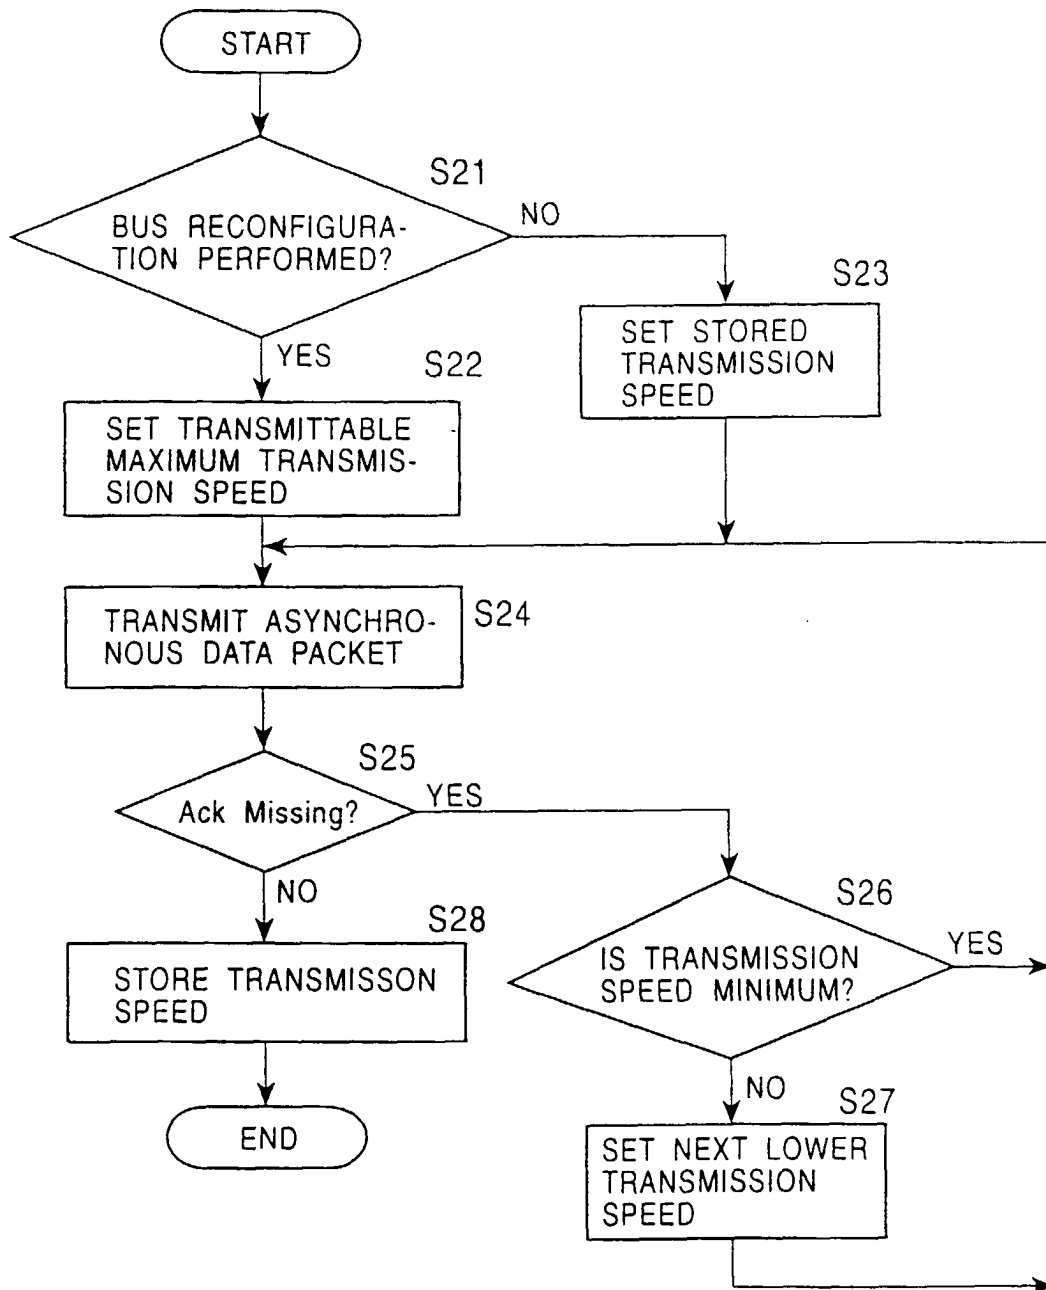 START
S21
BUS RECONFIGURA-
TION PERFORMED?
NO
YES
S23
SET STORED
TRANSMISSION
SPEED
S22
SET TRANSMITTABLE
MAXIMUM TRANSMIS-
SION SPEED
S24
TRANSMIT ASYNCHRO-
NOUS DATA PACKET
S25
Ack Missing?
YES
NO
S26
IS TRANSMISSION
SPEED MINIMUM?
YES
NO
S28
STORE TRANSMISSON
SPEED
END
S27
SET NEXT LOWER
TRANSMISSION
SPEED